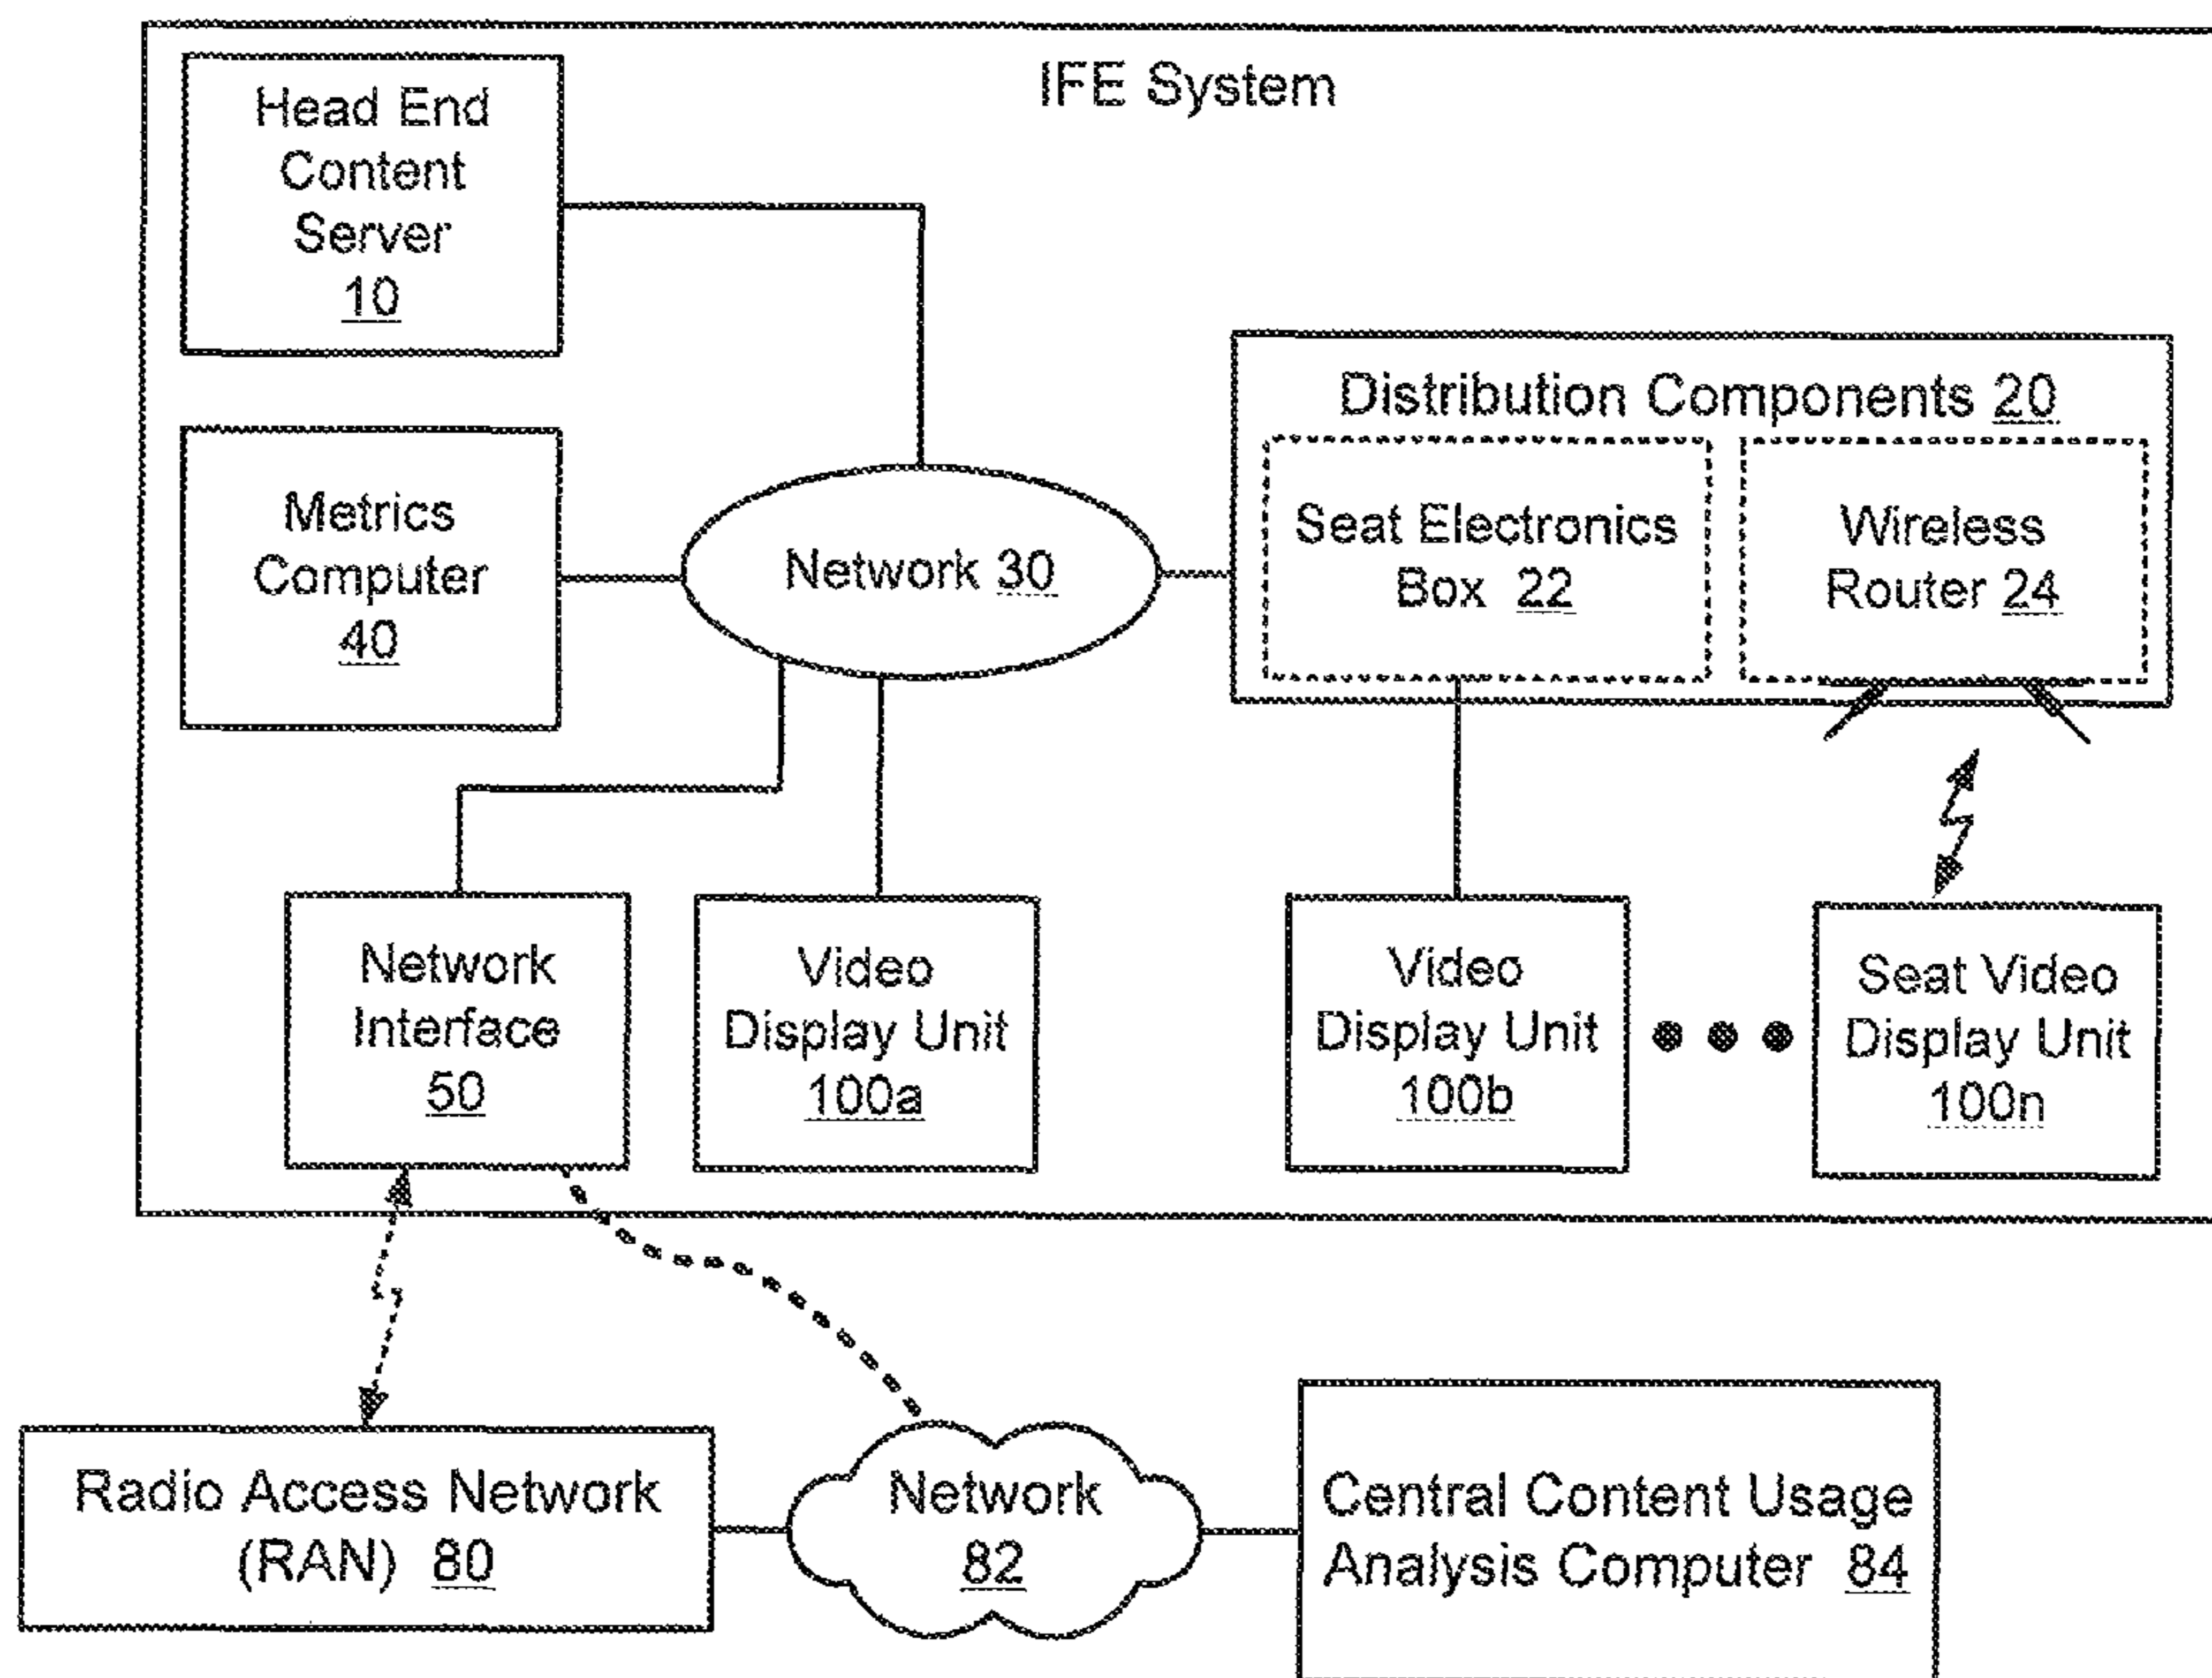 IFE System
Head End
Content
Server
10
Metrics
Computer
40
Network 30
Distribution Components 20
Seat Electronics
Box 22
Wireless
Router 24
Network
Interface
50
Video
Display Unit
100a
Video
Display Unit
100b
Seat Video
Display Unit
100n
Radio Access Network
(RAN) 80
Network
82
Central Content Usage
Analysis Computer 84